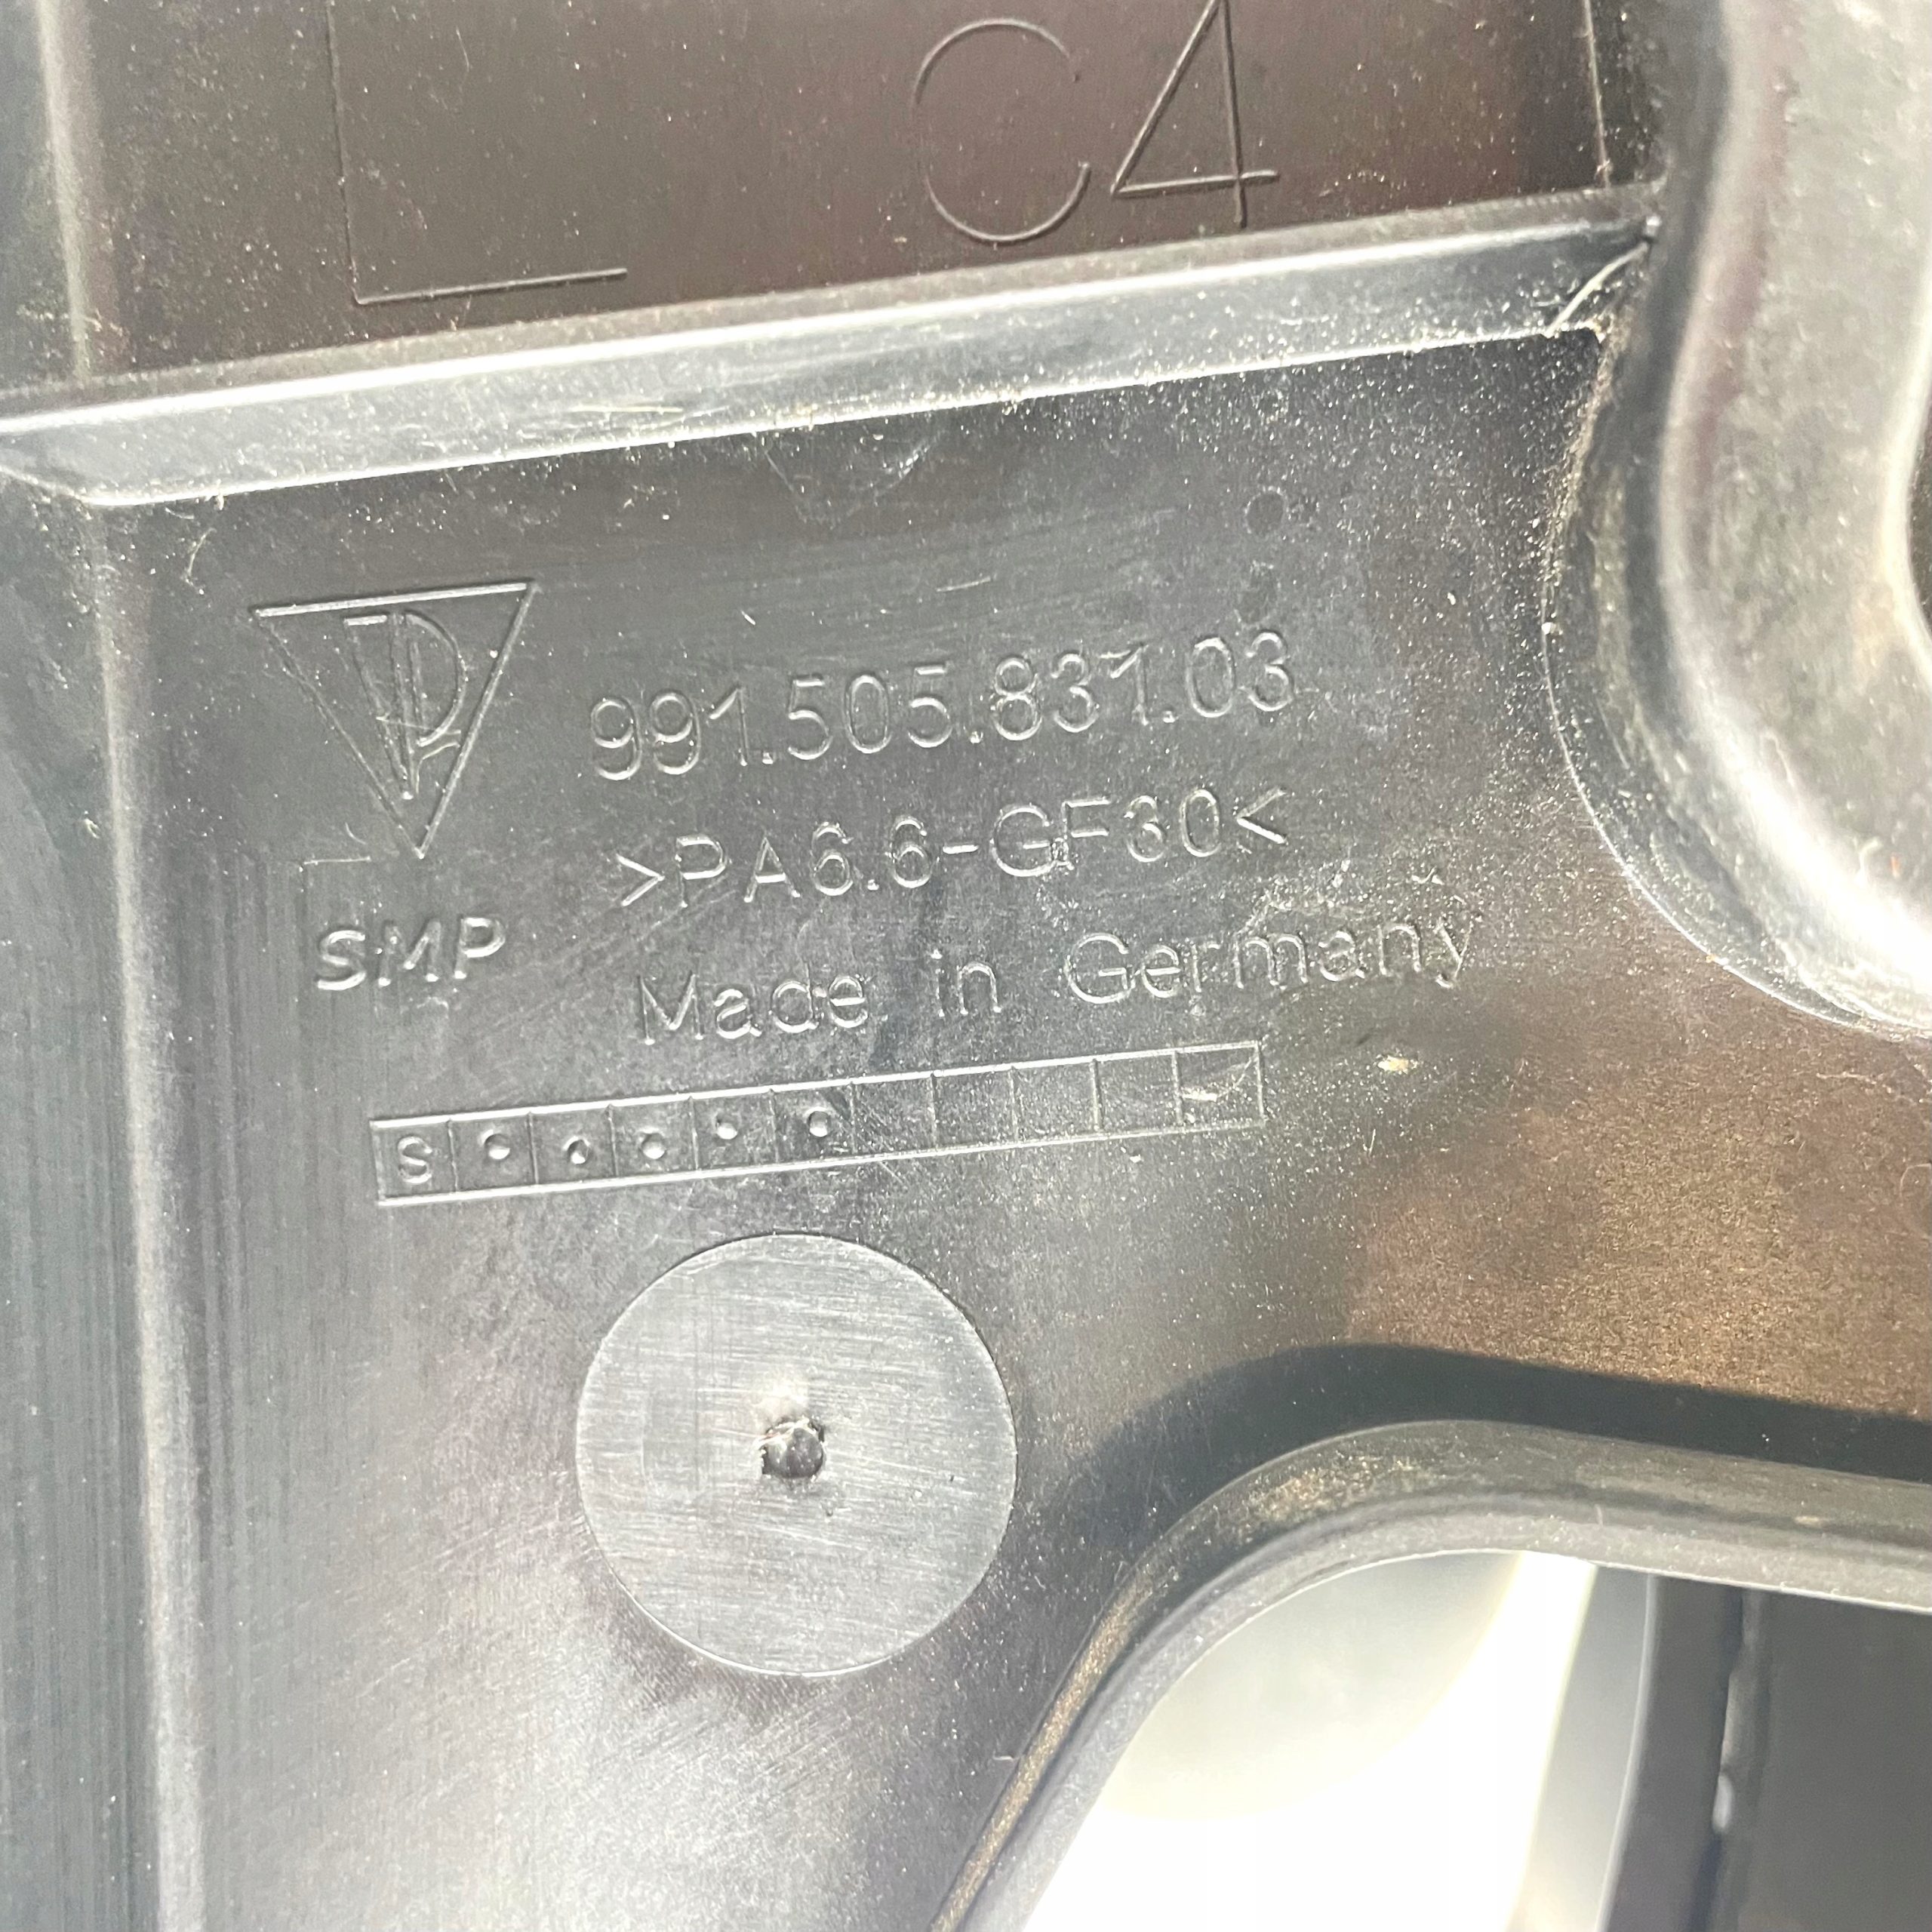 L C4
991.505.831.03
>PA6.6-GF30<
SMP
Made in Germany
S